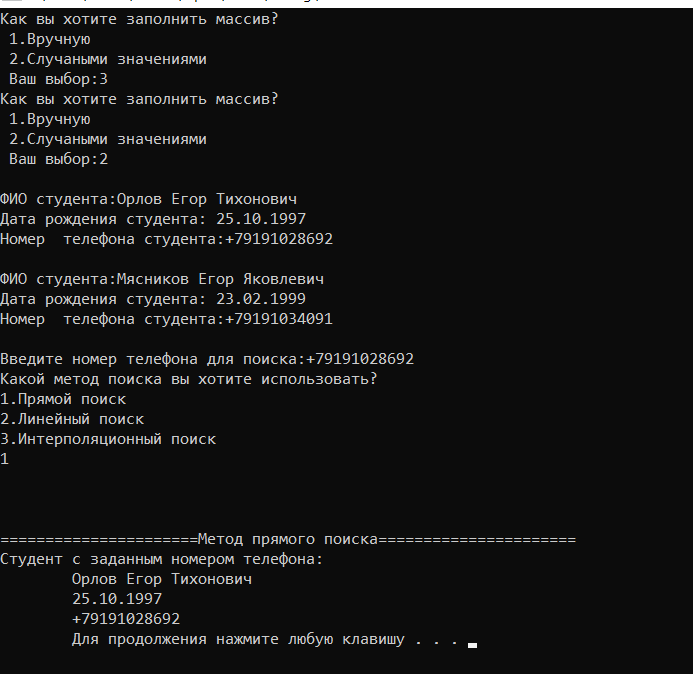 Как вы хотите заполнить массив?
1.Вручную
2.Случаными значениями
Ваш выбор:3
Как вы хотите заполнить массив?
1.Вручную
2.Случаными значениями
Ваш выбор:2
ФИО студента:Орлов Егор Тихонович
Дата рождения студента: 25.10.1997
Номер  телефона студента:+79191028692
ФИО студента:Мясников Егор Яковлевич
Дата рождения студента: 23.02.1999
Номер  телефона студента:+79191034091
Введите номер телефона для поиска:+79191028692
Какой метод поиска вы хотите использовать?
1.Прямой поиск
2.Линейный поиск
3.Интерполяционный поиск
1
======================Метод прямого поиска======================
Студент с заданным номером телефона:
Орлов Егор Тихонович
25.10.1997
+79191028692
Для продолжения нажмите любую клавишу . . .